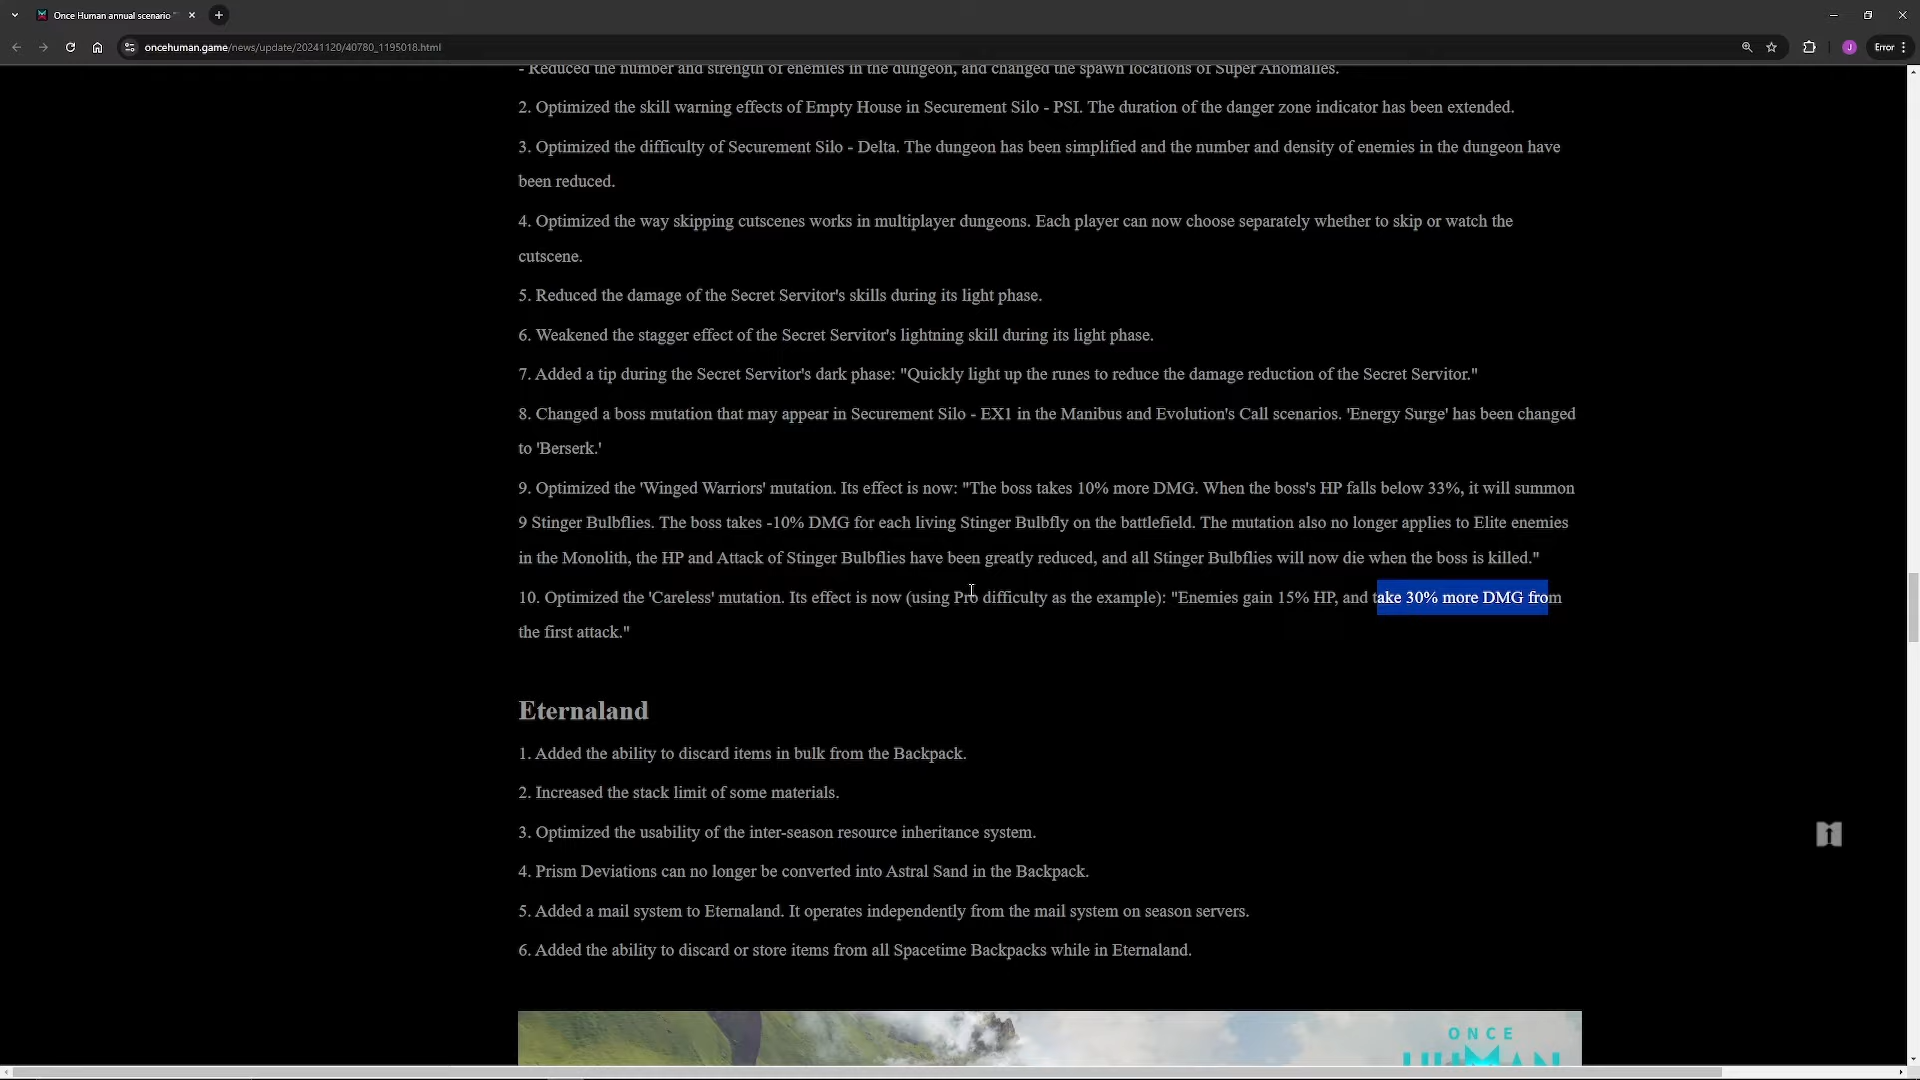 Once Human annual scenario
oncehuman.game/news/update/20241120/40780_1195018.html
J
Error
- Reduced the number and strength of enemies in the dungeon, and changed the spawn locations of Super Anomalies.
2. Optimized the skill warning effects of Empty House in Securement Silo - PSI. The duration of the danger zone indicator has been extended.
3. Optimized the difficulty of Securement Silo - Delta. The dungeon has been simplified and the number and density of enemies in the dungeon have
been reduced.
4. Optimized the way skipping cutscenes works in multiplayer dungeons. Each player can now choose separately whether to skip or watch the
cutscene.
5. Reduced the damage of the Secret Servitor's skills during its light phase.
6. Weakened the stagger effect of the Secret Servitor's lightning skill during its light phase.
7. Added a tip during the Secret Servitor's dark phase: "Quickly light up the runes to reduce the damage reduction of the Secret Servitor."
8. Changed a boss mutation that may appear in Securement Silo - EX1 in the Manibus and Evolution's Call scenarios. 'Energy Surge' has been changed
to 'Berserk.'
9. Optimized the 'Winged Warriors' mutation. Its effect is now: "The boss takes 10% more DMG. When the boss's HP falls below 33%, it will summon
9 Stinger Bulbflies. The boss takes -10% DMG for each living Stinger Bulbfly on the battlefield. The mutation also no longer applies to Elite enemies
in the Monolith, the HP and Attack of Stinger Bulbflies have been greatly reduced, and all Stinger Bulbflies will now die when the boss is killed."
10. Optimized the 'Careless' mutation. Its effect is now (using Pro difficulty as the example): "Enemies gain 15% HP, and take 30% more DMG from
the first attack."
Eternaland
1. Added the ability to discard items in bulk from the Backpack.
2. Increased the stack limit of some materials.
3. Optimized the usability of the inter-season resource inheritance system.
4. Prism Deviations can no longer be converted into Astral Sand in the Backpack.
5. Added a mail system to Eternaland. It operates independently from the mail system on season servers.
6. Added the ability to discard or store items from all Spacetime Backpacks while in Eternaland.
ONCE
HUMAN